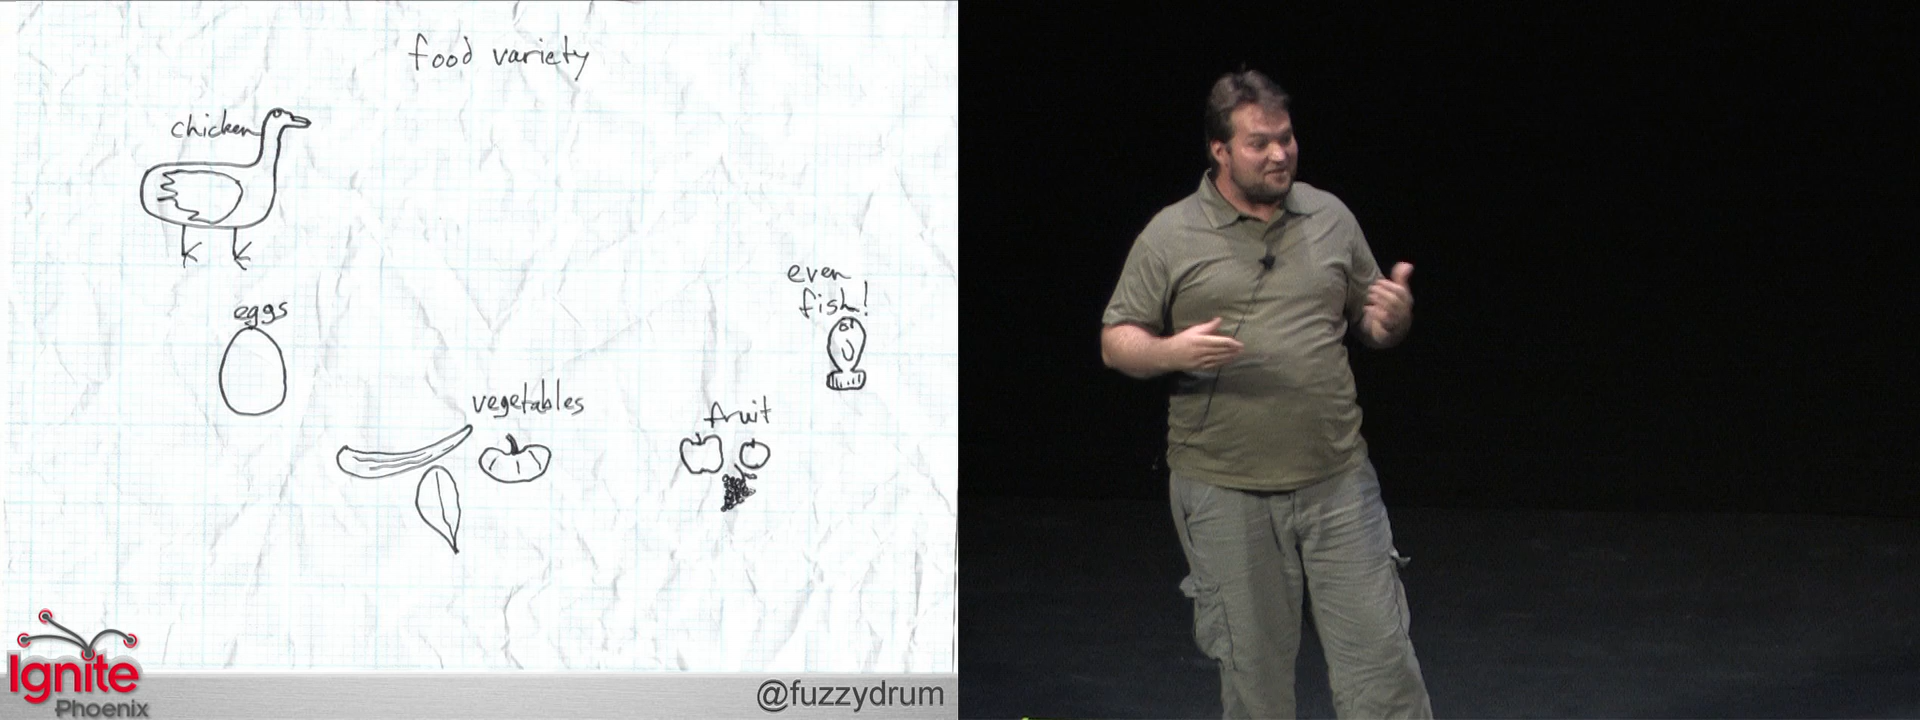 food variety
chicken
eggs
even
fish!
vegetables
fruit
Ignite
Phoenix
@fuzzydrum